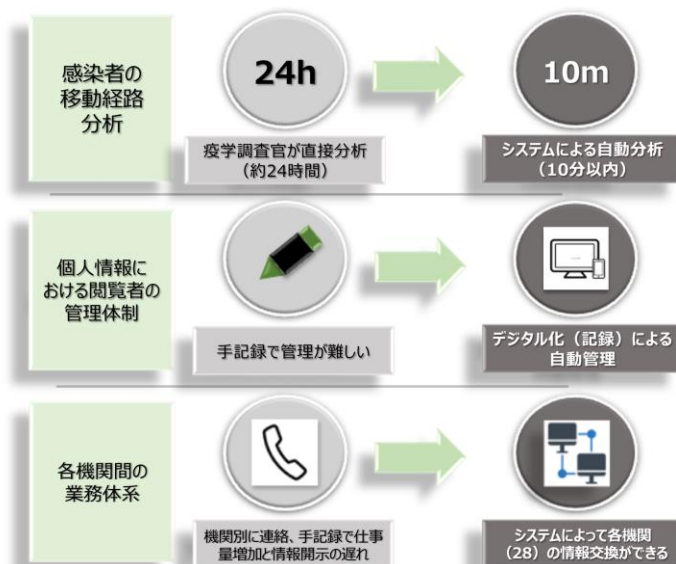 感染者の
移動経路
分析
24h
疫学調査官が直接分析
（約24時間）
10m
システムによる自動分析
（10分以内）
個人情報に
おける閲覧者の
管理体制
手記録で管理が難しい
デジタル化（記録）による
自動管理
各機関間の
業務体系
機関別に連絡、手記録で仕事
量増加と情報開示の遅れ
システムによって各機関
（28）の情報交換ができる